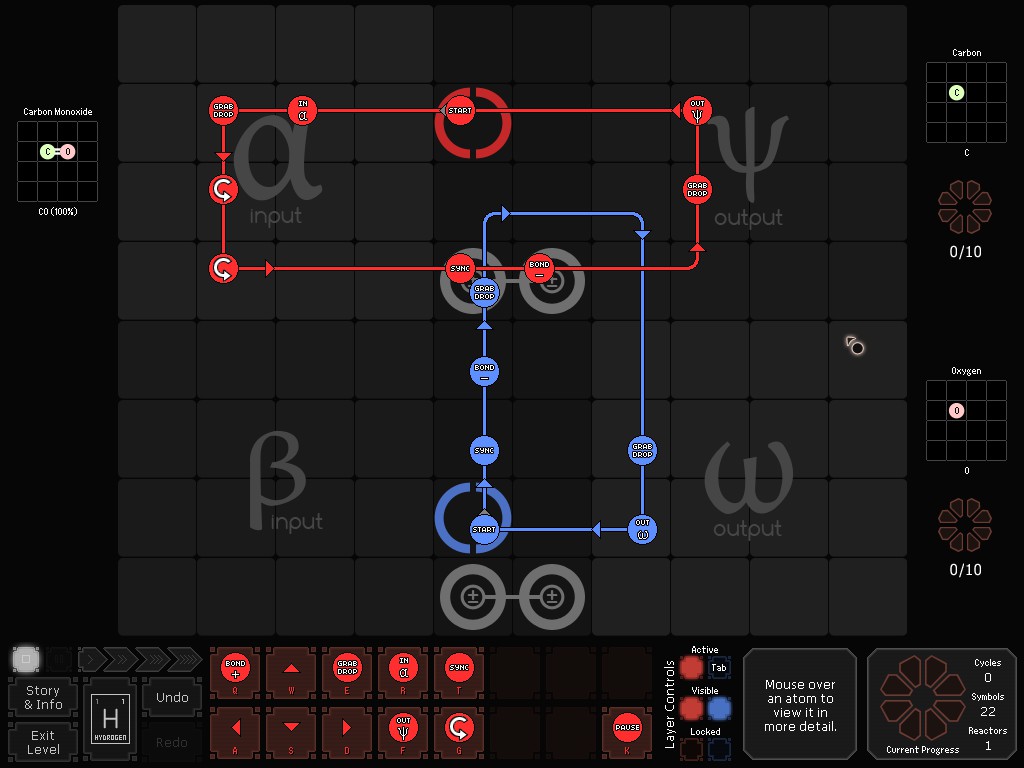 Carbon Monoxide
C=O
CO (100%)
GRAB DROP
IN α
START
OUT Ψ
α
input
ψ
output
GRAB DROP
SYNC
BOND −
GRAB DROP
BOND −
SYNC
GRAB DROP
β
input
ω
output
START
OUT ω
Carbon
C
C
0/10
Oxygen
O
O
0/10
Story & Info
Exit Level
1 1
H
HYDROGEN
Undo
Redo
BOND +
Q
W
GRAB DROP
E
IN α
R
SYNC
T
A
S
D
OUT Ψ
F
G
PAUSE
K
Layer Controls
Active
Tab
Visible
Locked
Mouse over
an atom to
view it in
more detail.
Cycles
0
Symbols
22
Reactors
1
Current Progress